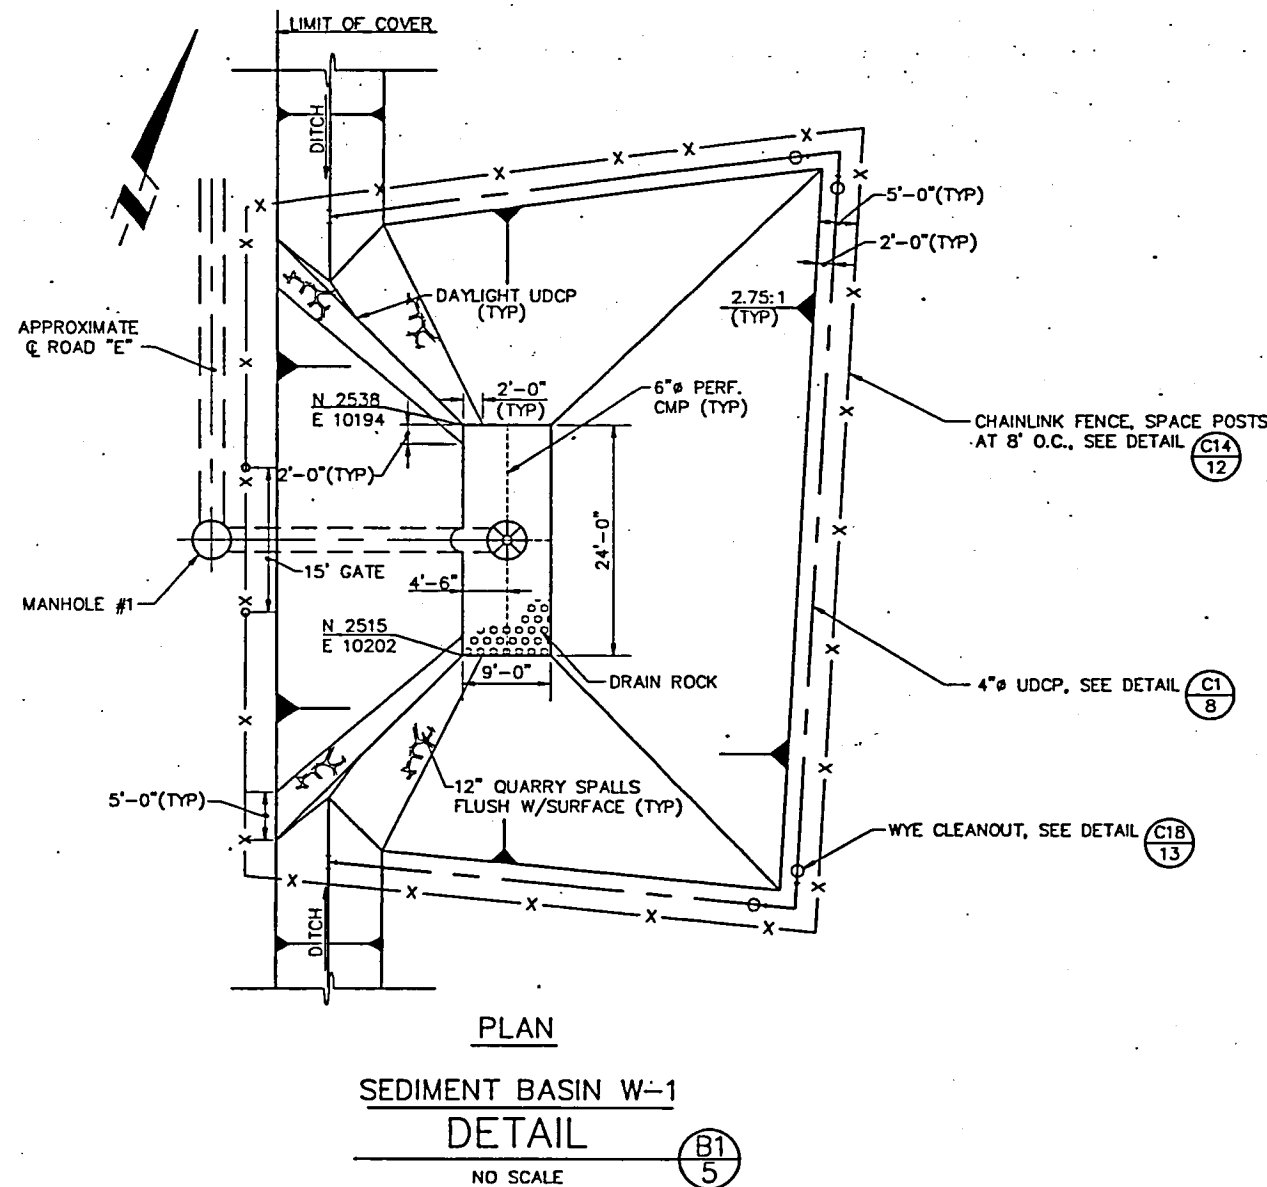 LIMIT OF COVER
DITCH
N
5'-0"(TYP)
2'-0"(TYP)
DAYLIGHT UDCP
(TYP)
2.75:1
(TYP)
APPROXIMATE
℄ ROAD "E"
N 2538
E 10194
2'-0"
(TYP)
6"ø PERF.
CMP (TYP)
CHAINLINK FENCE, SPACE POSTS
AT 8' O.C., SEE DETAIL
C14
12
2'-0"(TYP)
24'-0"
15' GATE
4'-6"
MANHOLE #1
N 2515
E 10202
9'-0"
DRAIN ROCK
4"ø UDCP, SEE DETAIL
C1
8
5'-0"(TYP)
12" QUARRY SPALLS
FLUSH W/SURFACE (TYP)
WYE CLEANOUT, SEE DETAIL
C18
13
DITCH
PLAN
SEDIMENT BASIN W-1
DETAIL
NO SCALE
B1
5